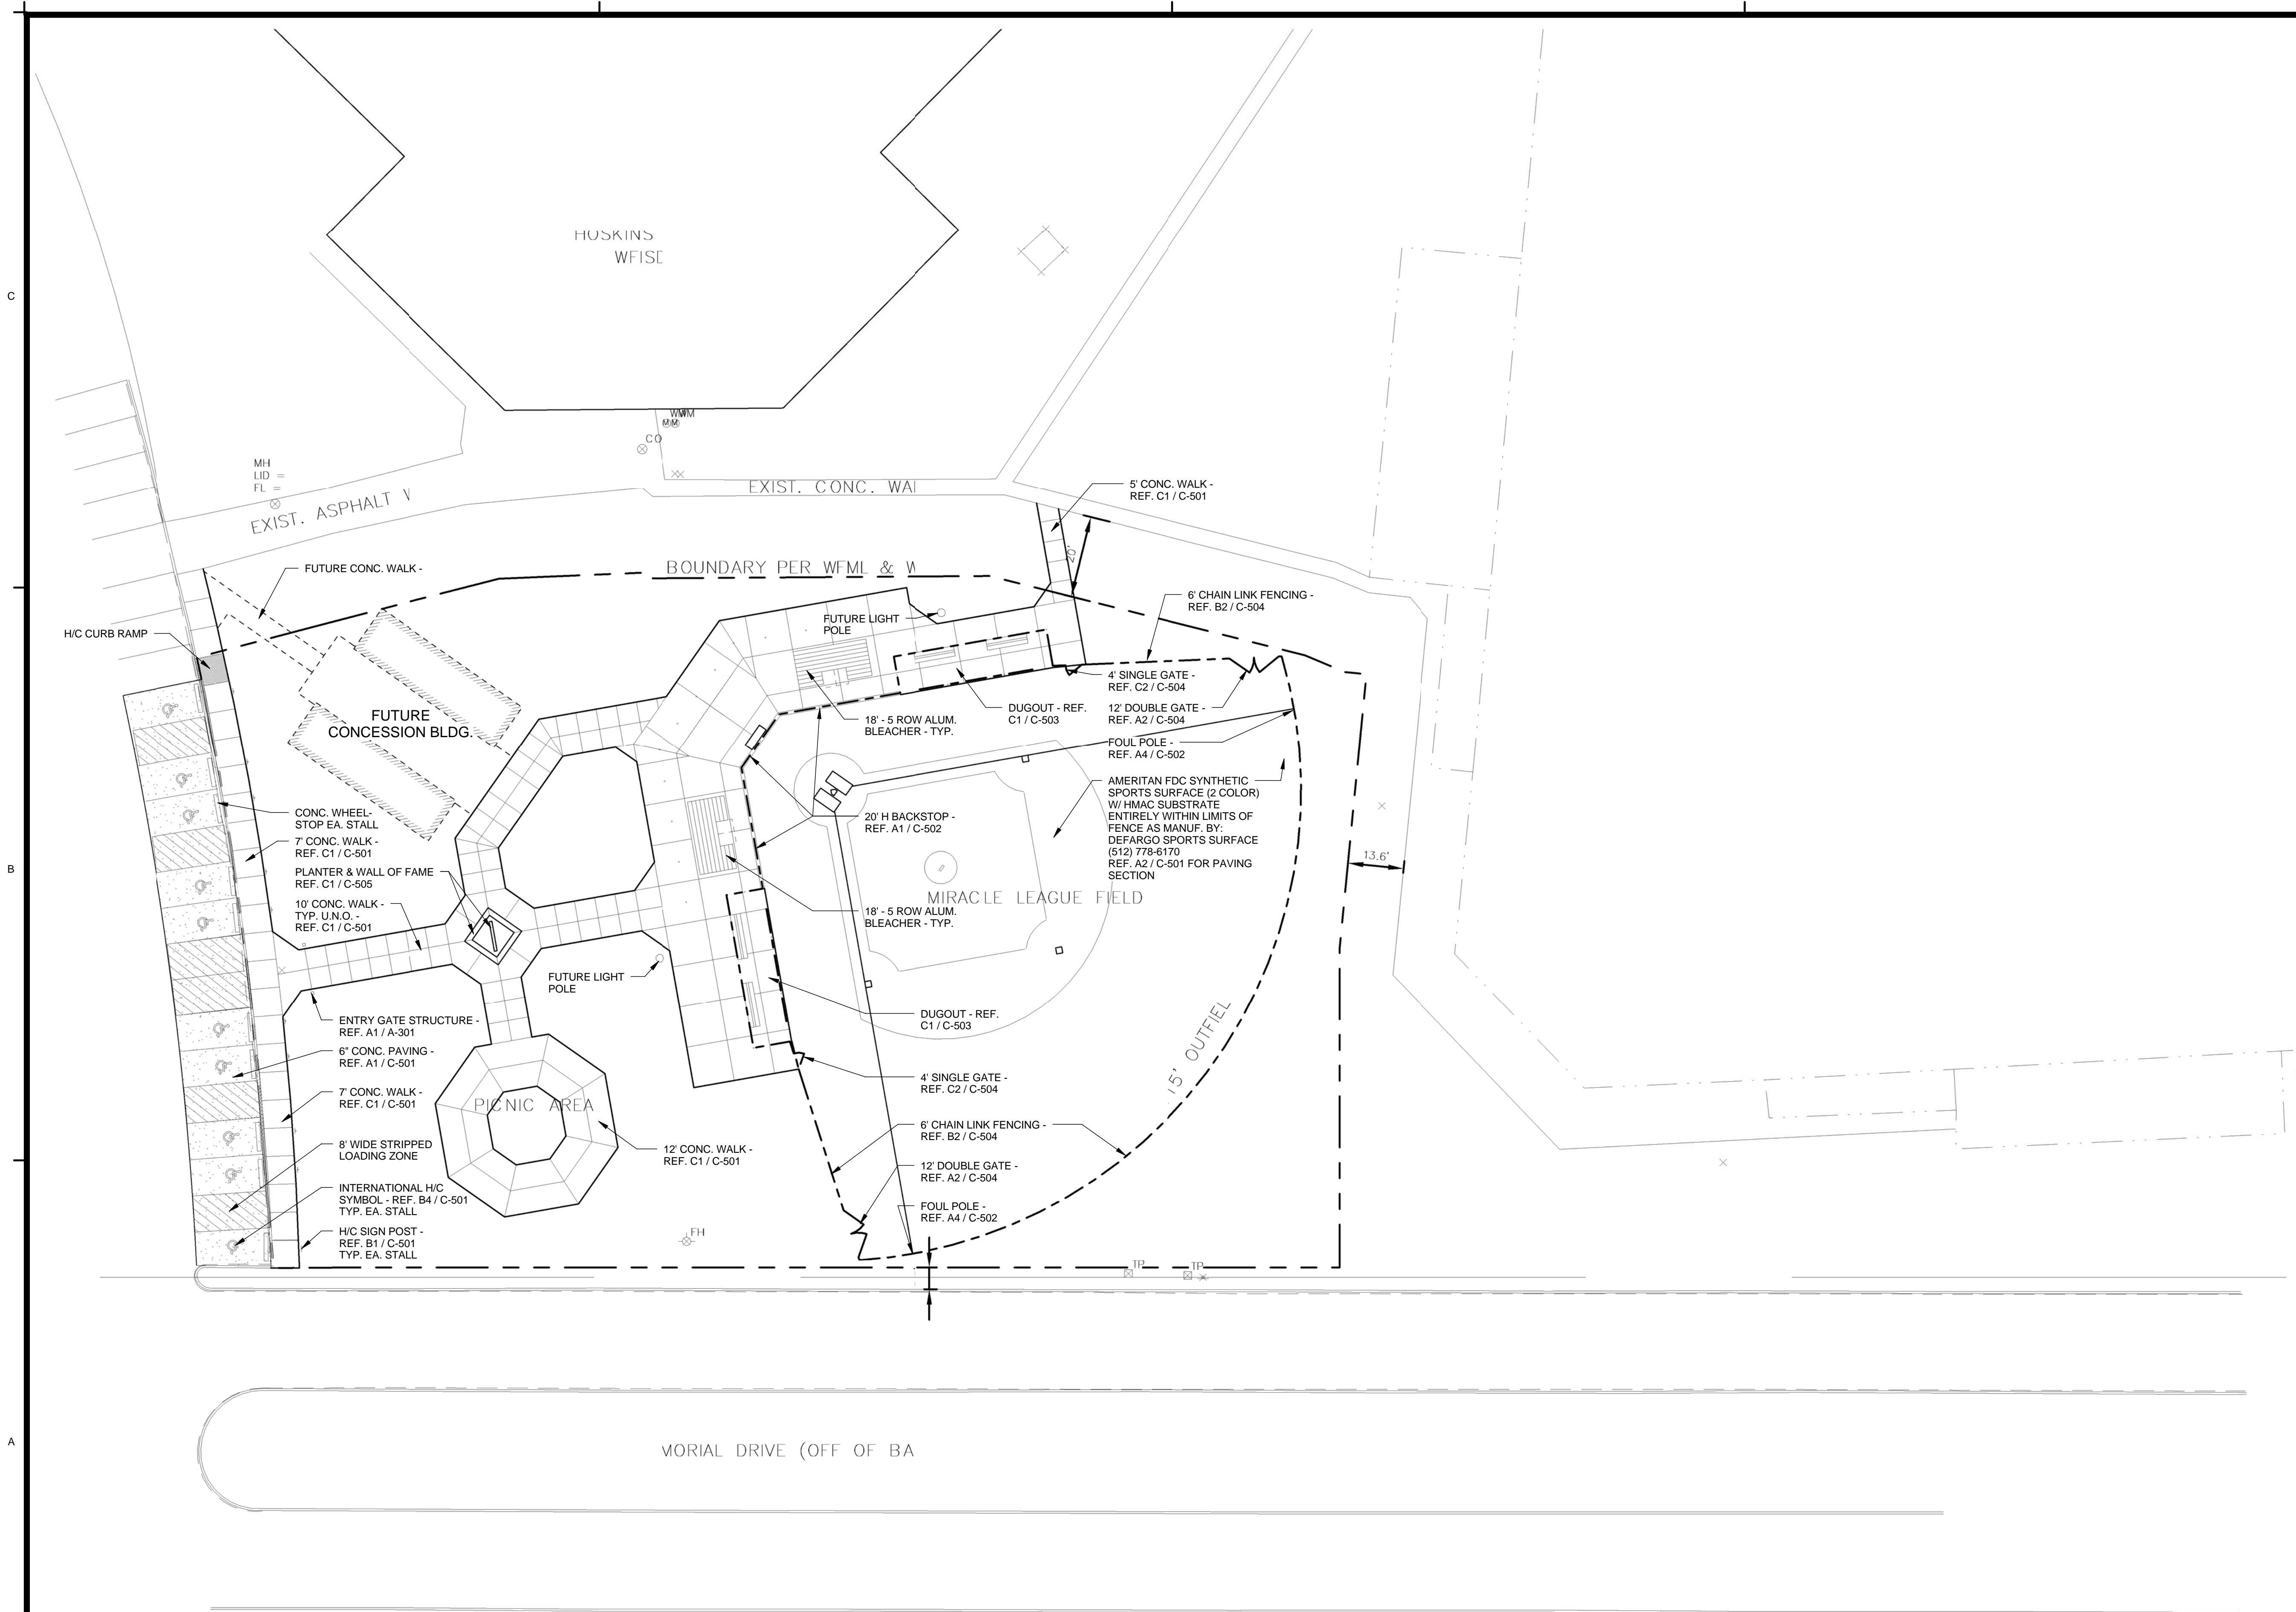 HOSKINS
WFISD
C
WM
MM
CO
MH
LID =
FL =
EXIST. ASPHALT
EXIST. CONC.
5' CONC. WALK -
REF. C1 / C-501
20'
BOUNDARY PER WFML &
FUTURE CONC. WALK -
H/C CURB RAMP
FUTURE LIGHT
POLE
6' CHAIN LINK FENCING -
REF. B2 / C-504
4' SINGLE GATE -
REF. C2 / C-504
DUGOUT - REF.
C1 / C-503
12' DOUBLE GATE -
REF. A2 / C-504
18' - 5 ROW ALUM.
BLEACHER - TYP.
FUTURE
CONCESSION BLDG.
FOUL POLE -
REF. A4 / C-502
AMERITAN FDC SYNTHETIC
SPORTS SURFACE (2 COLOR)
W/ HMAC SUBSTRATE
ENTIRELY WITHIN LIMITS OF
FENCE AS MANUF. BY:
DEFARGO SPORTS SURFACE
(512) 778-6170
REF. A2 / C-501 FOR PAVING
SECTION
CONC. WHEEL-
STOP EA. STALL
20' H BACKSTOP -
REF. A1 / C-502
7' CONC. WALK -
REF. C1 / C-501
13.6'
B
PLANTER & WALL OF FAME
REF. C1 / C-505
MIRACLE LEAGUE FIELD
10' CONC. WALK -
TYP. U.N.O. -
REF. C1 / C-501
18' - 5 ROW ALUM.
BLEACHER - TYP.
FUTURE LIGHT
POLE
ENTRY GATE STRUCTURE -
REF. A1 / A-301
DUGOUT - REF.
C1 / C-503
5' OUTFIEL
6" CONC. PAVING -
REF. A1 / C-501
4' SINGLE GATE -
REF. C2 / C-504
7' CONC. WALK -
REF. C1 / C-501
PICNIC AREA
6' CHAIN LINK FENCING -
REF. B2 / C-504
8' WIDE STRIPPED
LOADING ZONE
12' CONC. WALK -
REF. C1 / C-501
12' DOUBLE GATE -
REF. A2 / C-504
INTERNATIONAL H/C
SYMBOL - REF. B4 / C-501
TYP. EA. STALL
FOUL POLE -
REF. A4 / C-502
H/C SIGN POST -
REF. B1 / C-501
TYP. EA. STALL
FH
TP
TP
A
MORIAL DRIVE (OFF OF BA